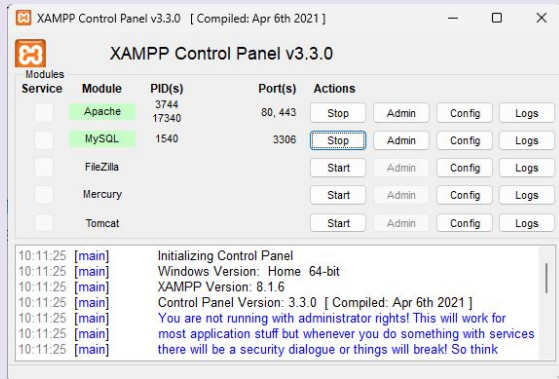 XAMPP Control Panel v3.3.0 [ Compiled: Apr 6th 2021 ]
XAMPP Control Panel v3.3.0
Modules
Service Module PID(s) Port(s) Actions
Apache 3744 17340 80, 443 Stop Admin Config Logs
MySQL 1540 3306 Stop Admin Config Logs
FileZilla Start Admin Config Logs
Mercury Start Admin Config Logs
Tomcat Start Admin Config Logs
10:11:25 [main] Initializing Control Panel
10:11:25 [main] Windows Version: Home 64-bit
10:11:25 [main] XAMPP Version: 8.1.6
10:11:25 [main] Control Panel Version: 3.3.0 [ Compiled: Apr 6th 2021 ]
10:11:25 [main] You are not running with administrator rights! This will work for
10:11:25 [main] most application stuff but whenever you do something with services
10:11:25 [main] there will be a security dialogue or things will break! So think